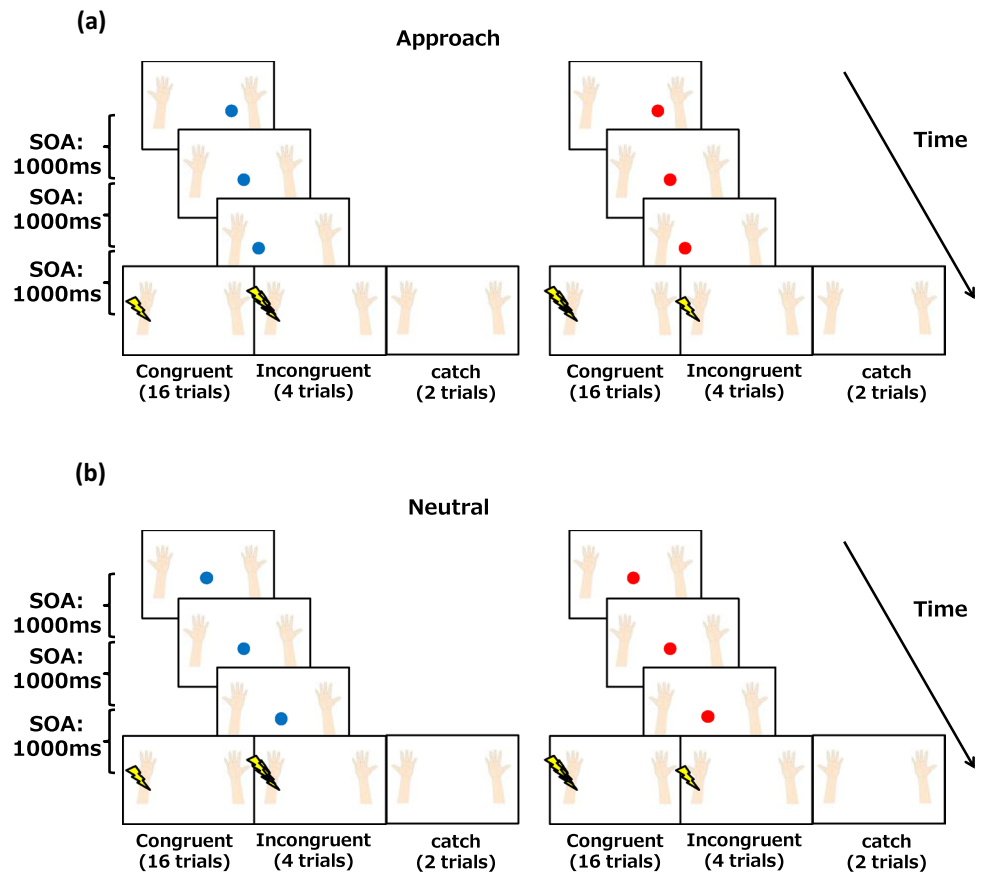 (a)
Approach
SOA:
1000ms
SOA:
1000ms
SOA:
1000ms
Time
Congruent
(16 trials)
Incongruent
(4 trials)
catch
(2 trials)
Congruent
(16 trials)
Incongruent
(4 trials)
catch
(2 trials)
(b)
Neutral
SOA:
1000ms
SOA:
1000ms
SOA:
1000ms
Time
Congruent
(16 trials)
Incongruent
(4 trials)
catch
(2 trials)
Congruent
(16 trials)
Incongruent
(4 trials)
catch
(2 trials)